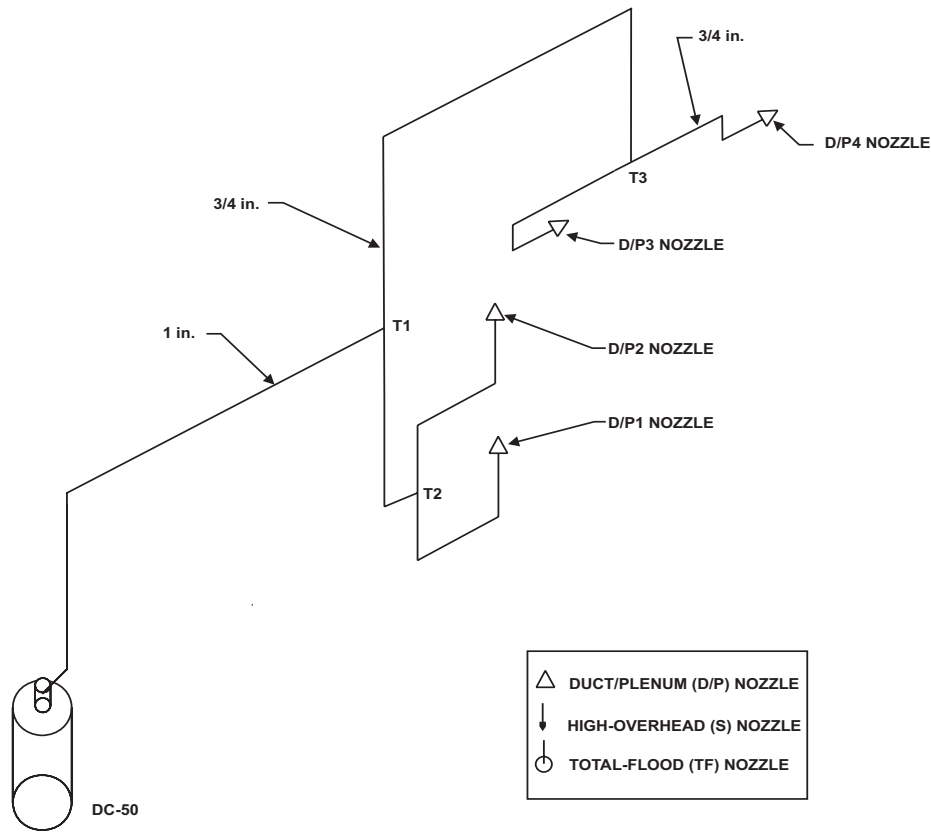 3/4 in.
D/P4 NOZZLE
T3
3/4 in.
D/P3 NOZZLE
T1
1 in.
D/P2 NOZZLE
D/P1 NOZZLE
T2
DUCT/PLENUM (D/P) NOZZLE
HIGH-OVERHEAD (S) NOZZLE
TOTAL-FLOOD (TF) NOZZLE
DC-50